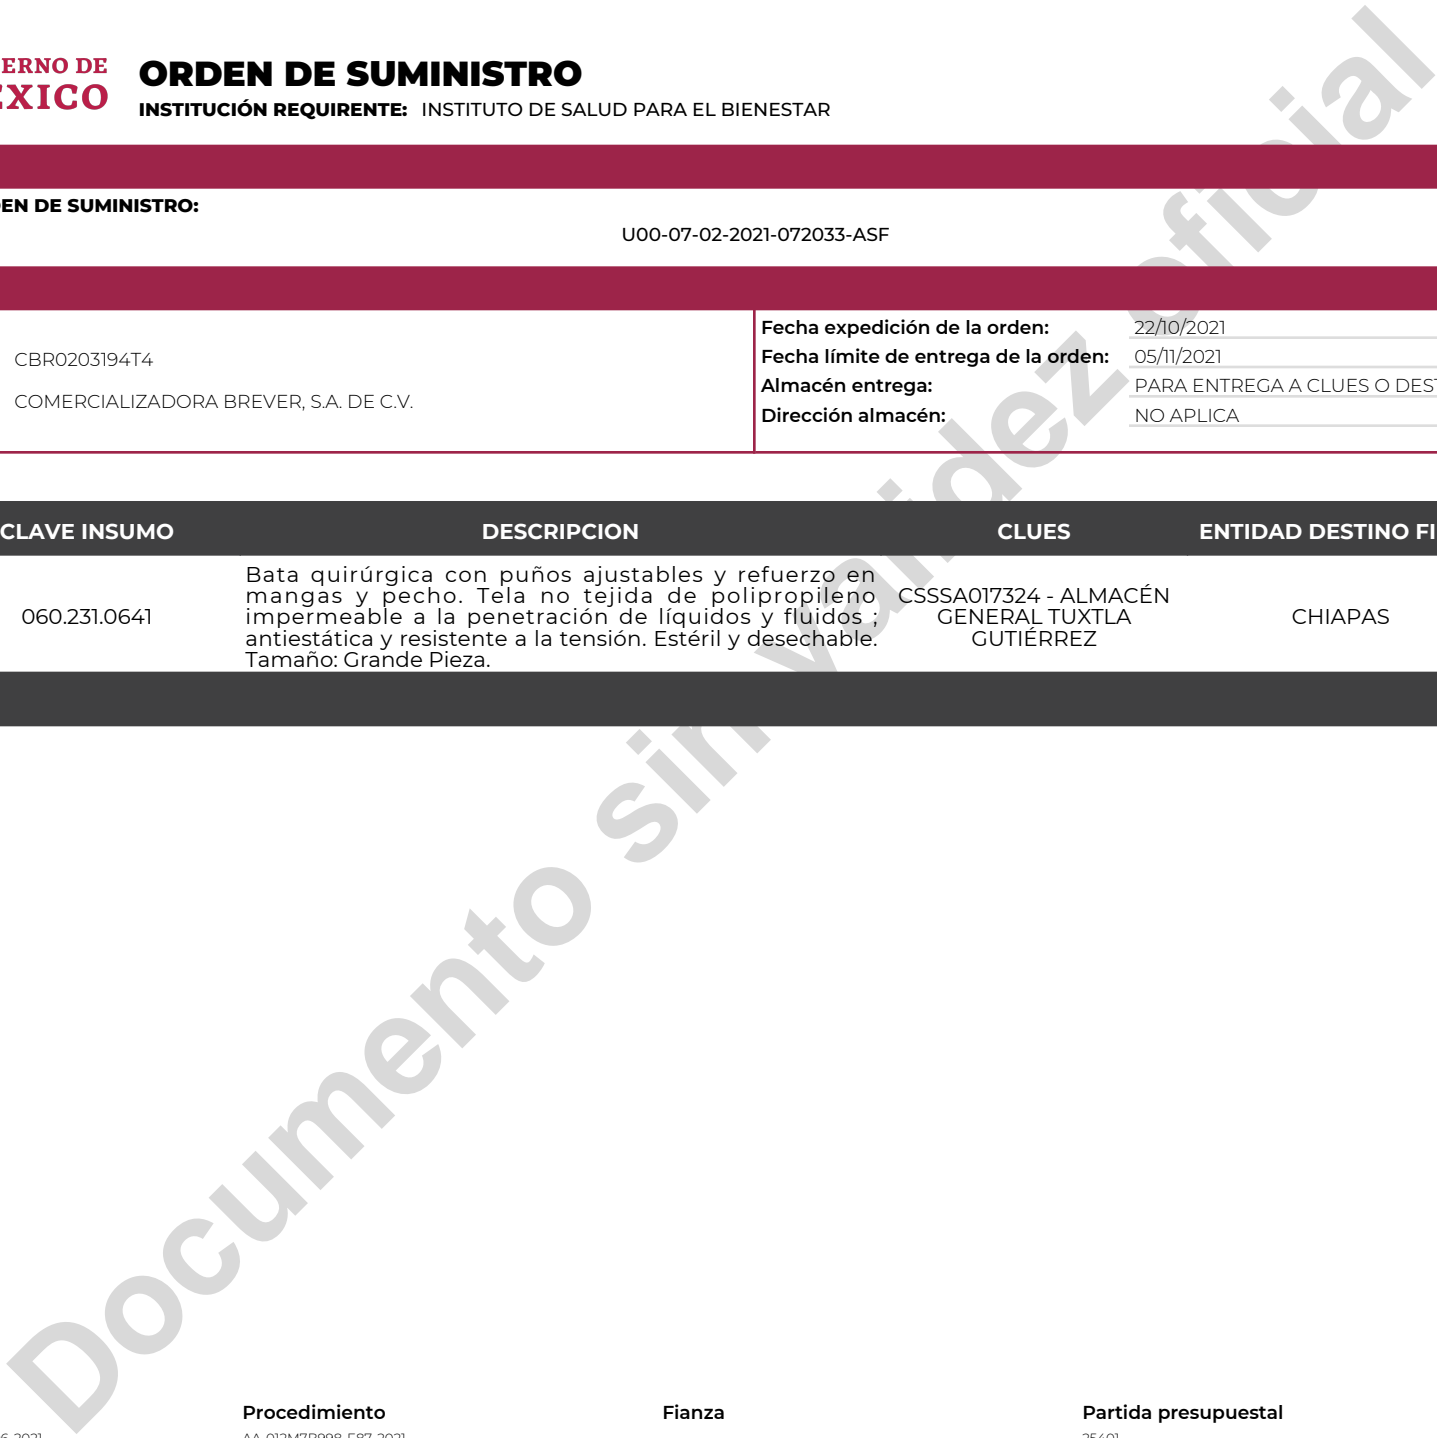 ERNO DE
EXICO
ORDEN DE SUMINISTRO
INSTITUCIÓN REQUIRENTE: INSTITUTO DE SALUD PARA EL BIENESTAR
EN DE SUMINISTRO:
U00-07-02-2021-072033-ASF
CBR0203194T4
COMERCIALIZADORA BREVER, S.A. DE C.V.
Fecha expedición de la orden: 22/10/2021
Fecha límite de entrega de la orden: 05/11/2021
Almacén entrega: PARA ENTREGA A CLUES O DEST
Dirección almacén: NO APLICA
CLAVE INSUMO DESCRIPCION CLUES ENTIDAD DESTINO FI
060.231.0641
Bata quirúrgica con puños ajustables y refuerzo en
mangas y pecho. Tela no tejida de polipropileno
impermeable a la penetración de líquidos y fluidos ;
antiestática y resistente a la tensión. Estéril y desechable.
Tamaño: Grande Pieza.
CSSSA017324 - ALMACÉN
GENERAL TUXTLA
GUTIÉRREZ
CHIAPAS
Documento sin validez oficial
Procedimiento Fianza Partida presupuestal